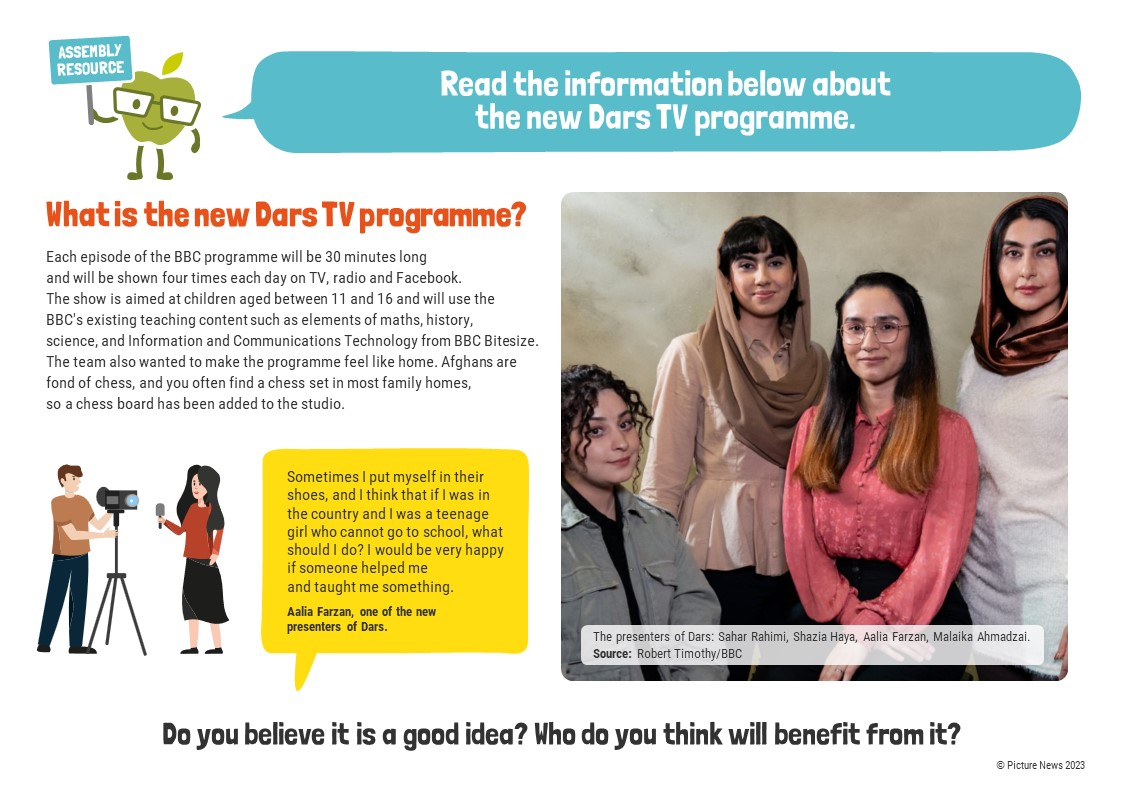 ASSEMBLY
RESOURCE
Read the information below about
the new Dars TV programme.
What is the new Dars TV programme?
Each episode of the BBC programme will be 30 minutes long
and will be shown four times each day on TV, radio and Facebook.
The show is aimed at children aged between 11 and 16 and will use the
BBC's existing teaching content such as elements of maths, history,
science, and Information and Communications Technology from BBC Bitesize.
The team also wanted to make the programme feel like home. Afghans are
fond of chess, and you often find a chess set in most family homes,
so a chess board has been added to the studio.
Sometimes I put myself in their
shoes, and I think that if I was in
the country and I was a teenage
girl who cannot go to school, what
should I do? I would be very happy
if someone helped me
and taught me something.
Aalia Farzan, one of the new
presenters of Dars.
The presenters of Dars: Sahar Rahimi, Shazia Haya, Aalia Farzan, Malaika Ahmadzai.
Source: Robert Timothy/BBC
Do you believe it is a good idea? Who do you think will benefit from it?
© Picture News 2023